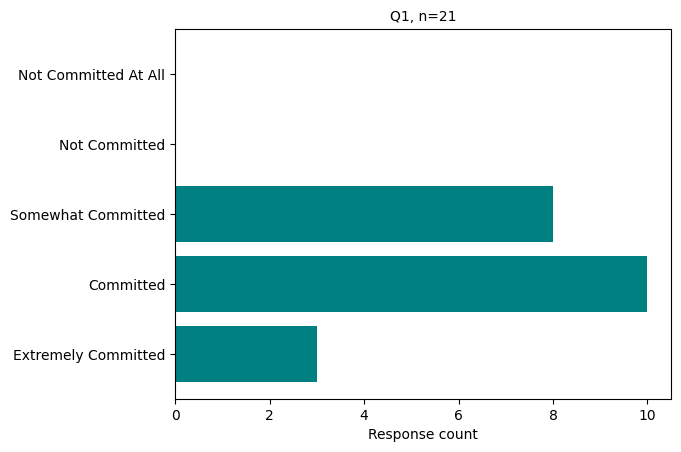 Q1, n=21
Not Committed At All
Not Committed
Somewhat Committed
Committed
Extremely Committed
0 2 4 6 8 10
Response count